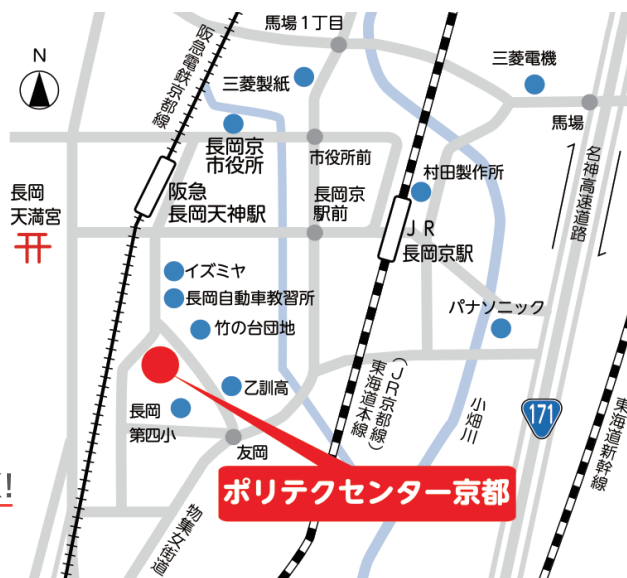 馬場1丁目
阪急電鉄京都線
N
三菱製紙
三菱電機
馬場
長岡京
市役所
市役所前
名神高速道路
村田製作所
阪急
長岡天神駅
長岡京
駅前
長岡
天満宮
JR
長岡京駅
イズミヤ
長岡自動車教習所
パナソニック
竹の台団地
乙訓高
(JR京都線)
東海道本線
小畑川
171
東海道新幹線
長岡
第四小
友岡
ポリテクセンター京都
物集女街道
!